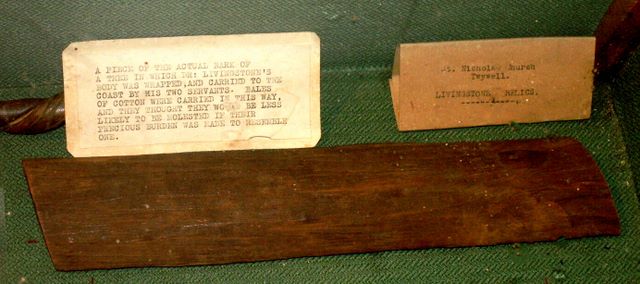 A PIECE OF THE ACTUAL BARK OF
A TREE IN WHICH DR: LIVINGSTONE'S
BODY WAS WRAPPED,AND CARRIED TO THE
COAST BY HIS TWO SERVANTS. BALES
OF COTTON WERE CARRIED IN THIS WAY,
AND THEY THOUGHT THEY WOULD BE LESS
LIKELY TO BE MOLESTED IF THEIR
PRECIOUS BURDEN WAS MADE TO RESEMBLE
ONE.
St. Nicholas Church
Twywell.
LIVINGSTONE RELICS.